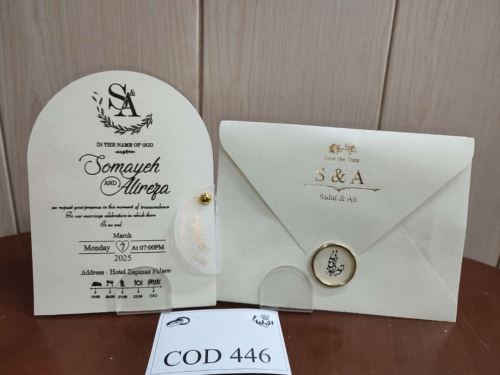 S&A
IN THE NAME OF GOD
Somayeh
AND Alireza
we request your presence in this moment of transcendence
In our marriage celebration in which there
Is no end
March
Monday 7 At 07:00PM
2025
Address : Hotel Espinas Palace
Save the Date
S & A
Sadaf & Ali
COD 446